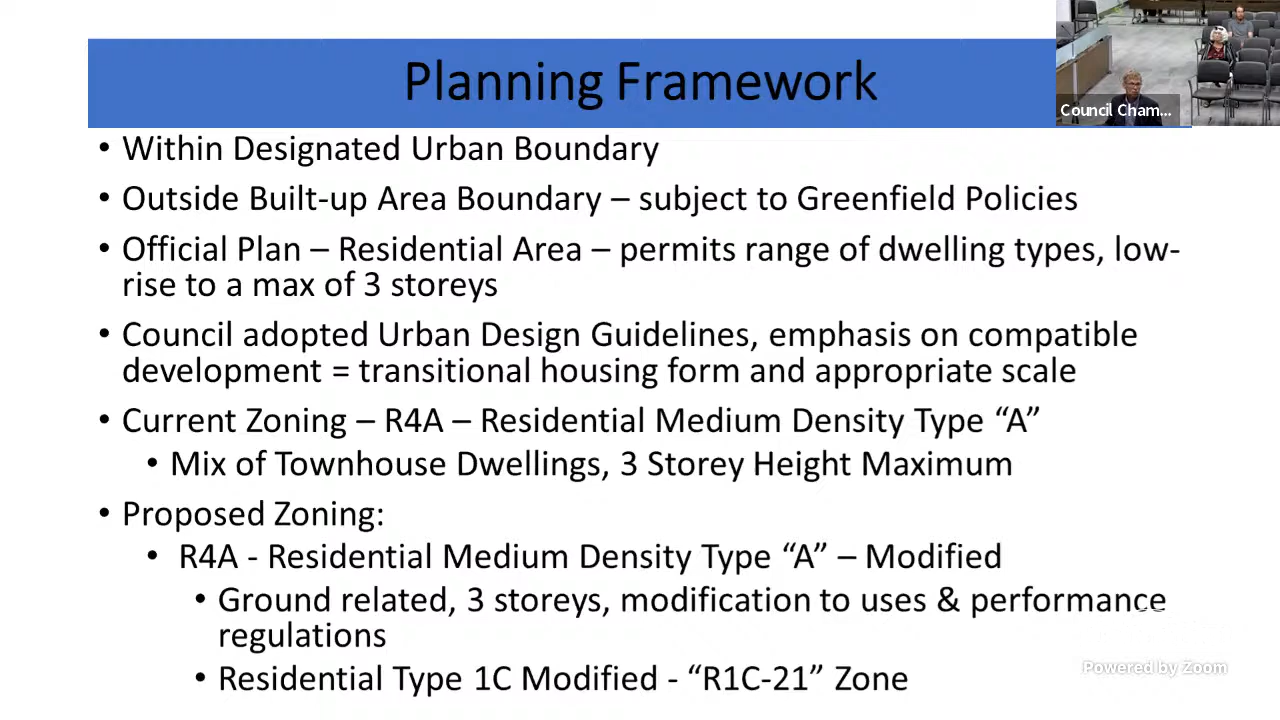 Planning Framework
Council Cham...
• Within Designated Urban Boundary
• Outside Built-up Area Boundary – subject to Greenfield Policies
• Official Plan – Residential Area – permits range of dwelling types, low-
rise to a max of 3 storeys
• Council adopted Urban Design Guidelines, emphasis on compatible
development = transitional housing form and appropriate scale
• Current Zoning – R4A – Residential Medium Density Type “A”
• Mix of Townhouse Dwellings, 3 Storey Height Maximum
• Proposed Zoning:
• R4A - Residential Medium Density Type “A” – Modified
• Ground related, 3 storeys, modification to uses & performance
regulations
• Residential Type 1C Modified - “R1C-21” Zone
Powered by Zoom